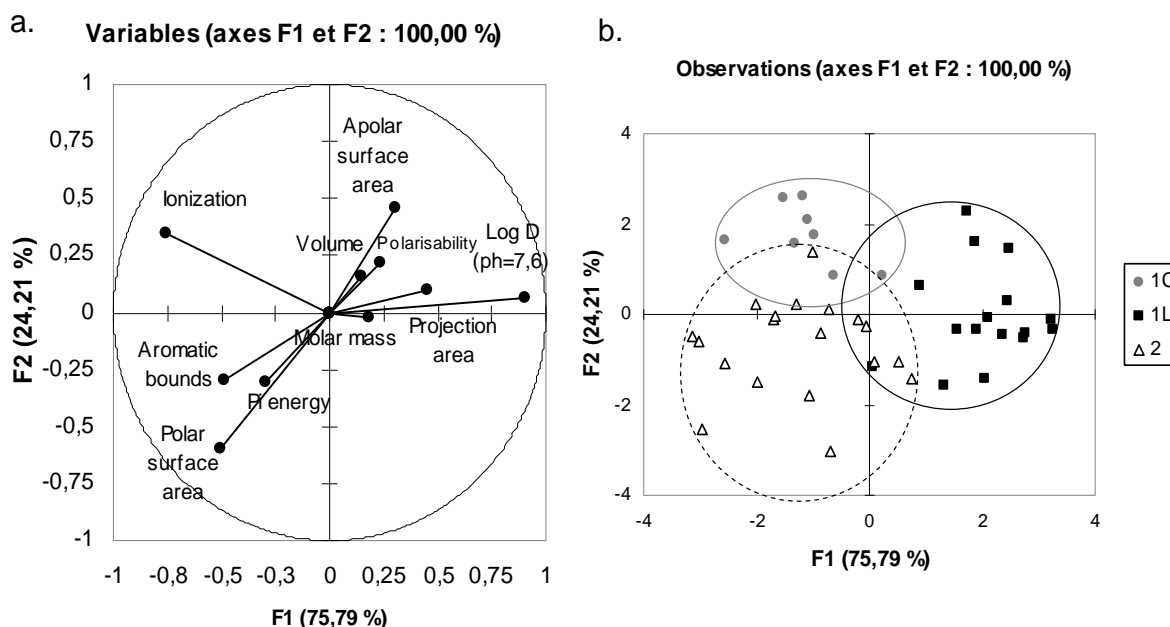 a.
Variables (axes F1 et F2 : 100,00 %)
1
0,75
0,5
0,25
0
-0,25
-0,5
-0,75
-1
F2 (24,21 %)
Apolar
surface
area
Ionization
Volume
Polarisability
Log D
(ph=7,6)
Molar mass
Projection
area
Aromatic
bounds
Pi energy
Polar
surface
area
-1 -0,8 -0,5 -0,3 0 0,25 0,5 0,75 1
F1 (75,79 %)
b.
Observations (axes F1 et F2 : 100,00 %)
4
2
0
-2
-4
F2 (24,21 %)
-4 -2 0 2 4
F1 (75,79 %)
1L
2